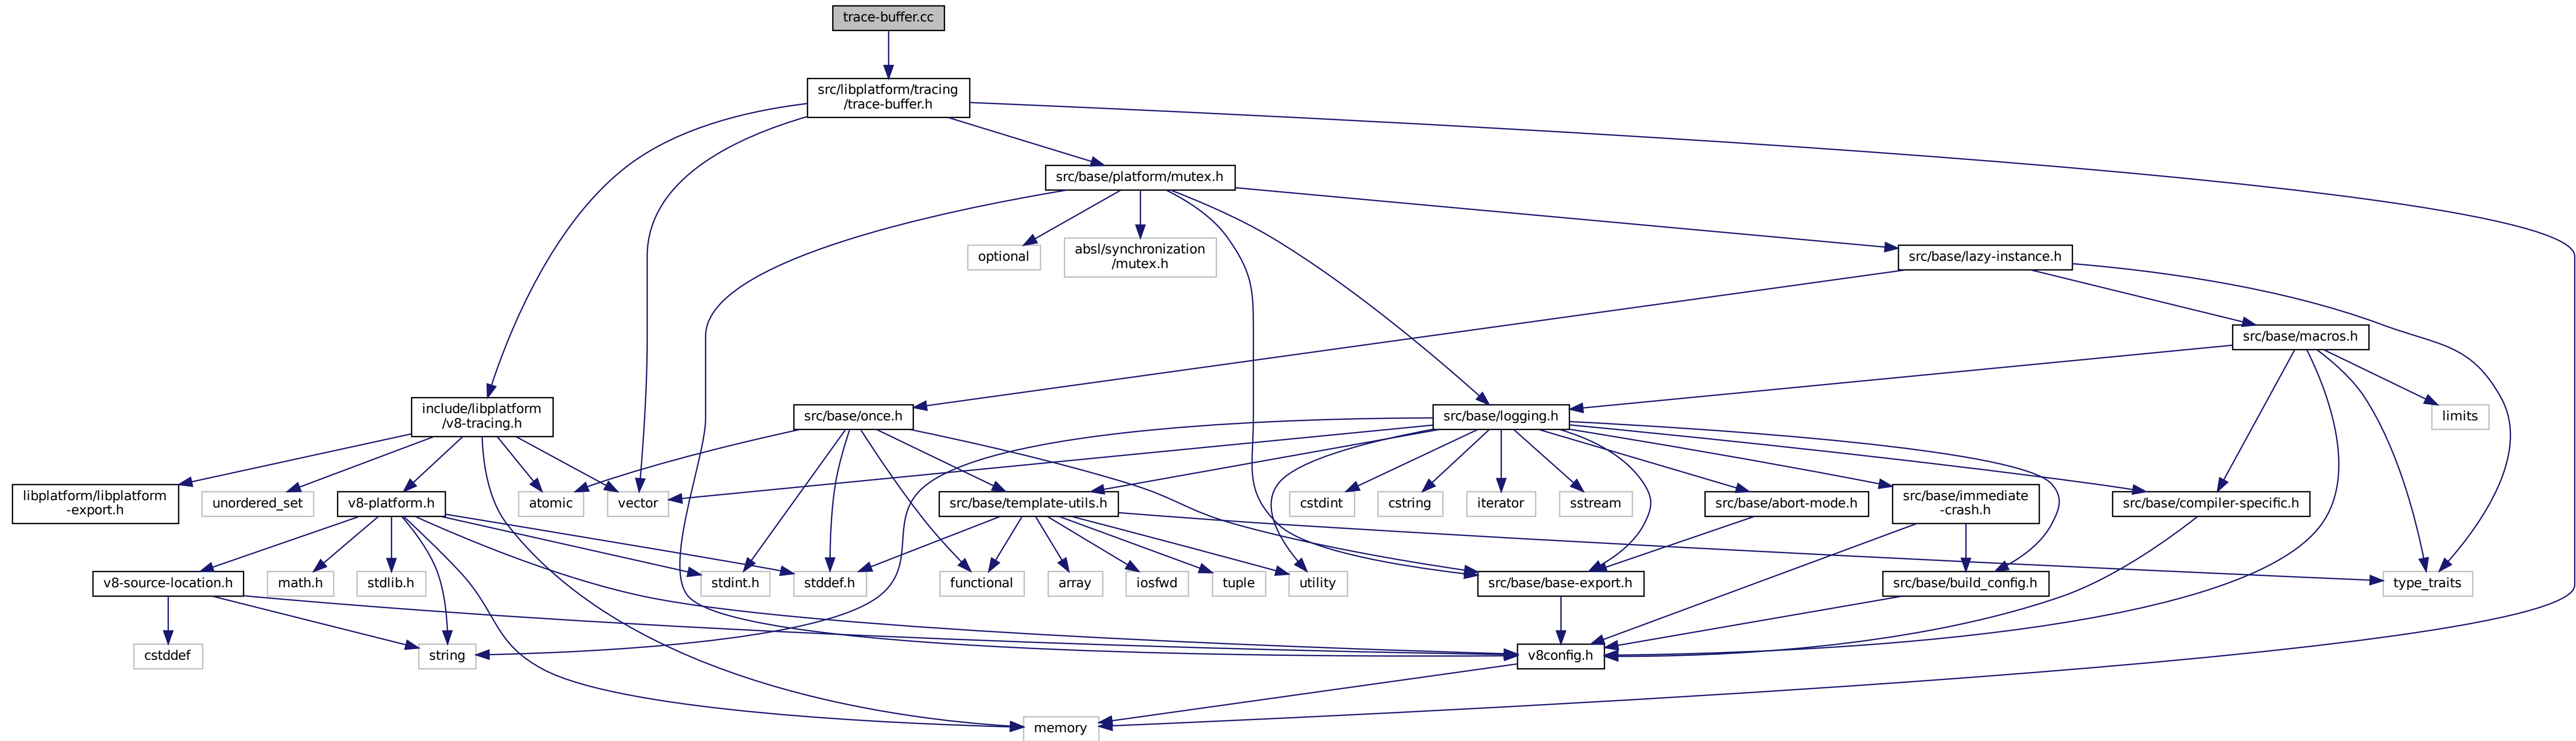 trace-buffer.cc
src/libplatform/tracing
/trace-buffer.h
src/base/platform/mutex.h
optional
absl/synchronization
/mutex.h
src/base/lazy-instance.h
src/base/macros.h
include/libplatform
/v8-tracing.h
src/base/once.h
src/base/logging.h
limits
libplatform/libplatform
-export.h
unordered_set
v8-platform.h
atomic
vector
src/base/template-utils.h
cstdint
cstring
iterator
sstream
src/base/abort-mode.h
src/base/immediate
-crash.h
src/base/compiler-specific.h
v8-source-location.h
math.h
stdlib.h
stdint.h
stddef.h
functional
array
iosfwd
tuple
utility
src/base/base-export.h
src/base/build_config.h
type_traits
cstddef
string
v8config.h
memory